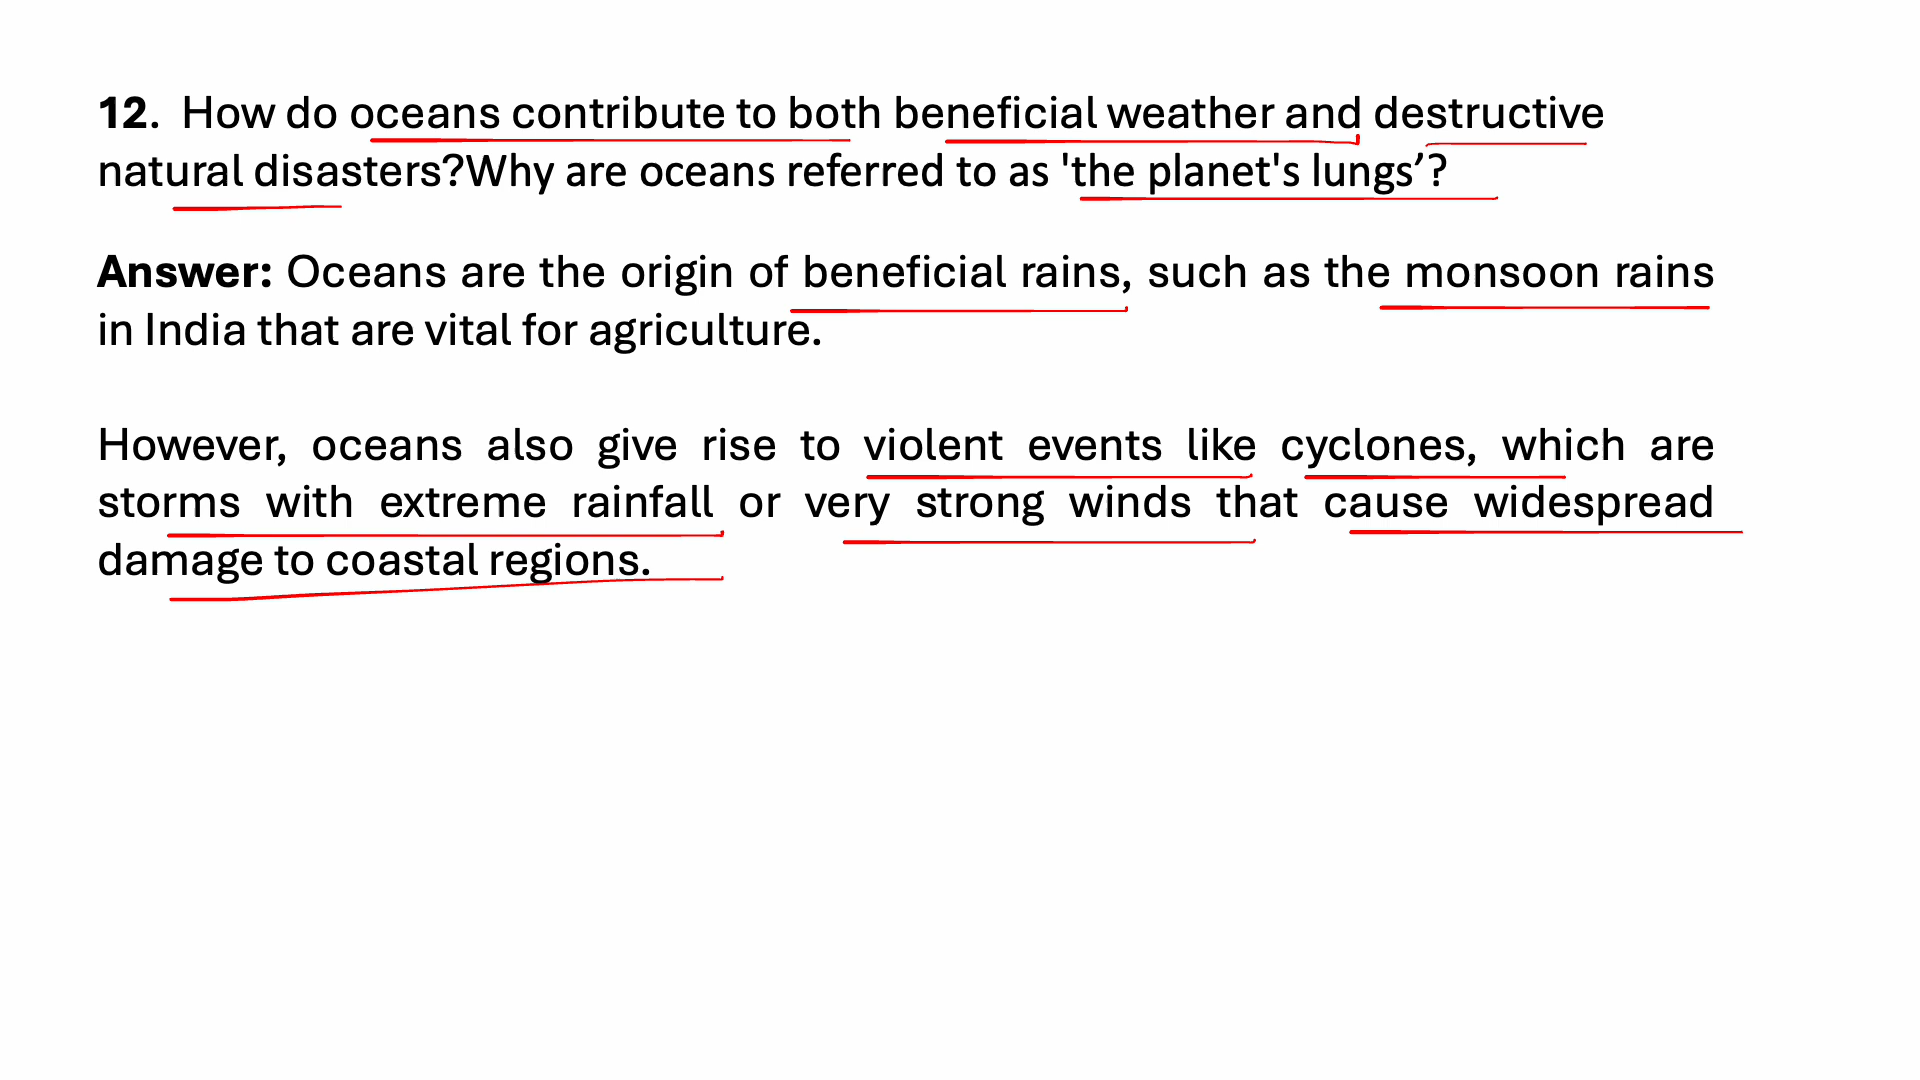 12. How do oceans contribute to both beneficial weather and destructive
natural disasters?Why are oceans referred to as 'the planet's lungs’?
Answer: Oceans are the origin of beneficial rains, such as the monsoon rains
in India that are vital for agriculture.
However, oceans also give rise to violent events like cyclones, which are
storms with extreme rainfall or very strong winds that cause widespread
damage to coastal regions.